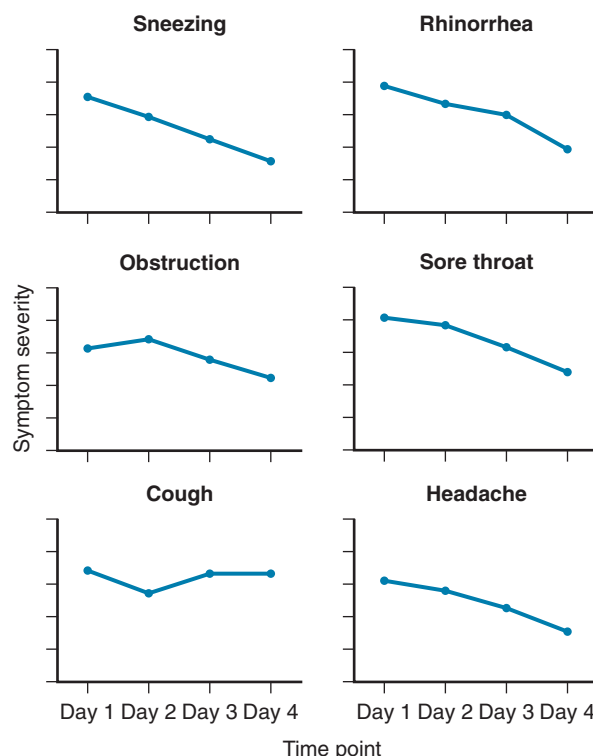 Sneezing
Rhinorrhea
Obstruction
Sore throat
Symptom severity
Cough
Headache
Day 1 Day 2 Day 3 Day 4
Day 1 Day 2 Day 3 Day 4
Time point